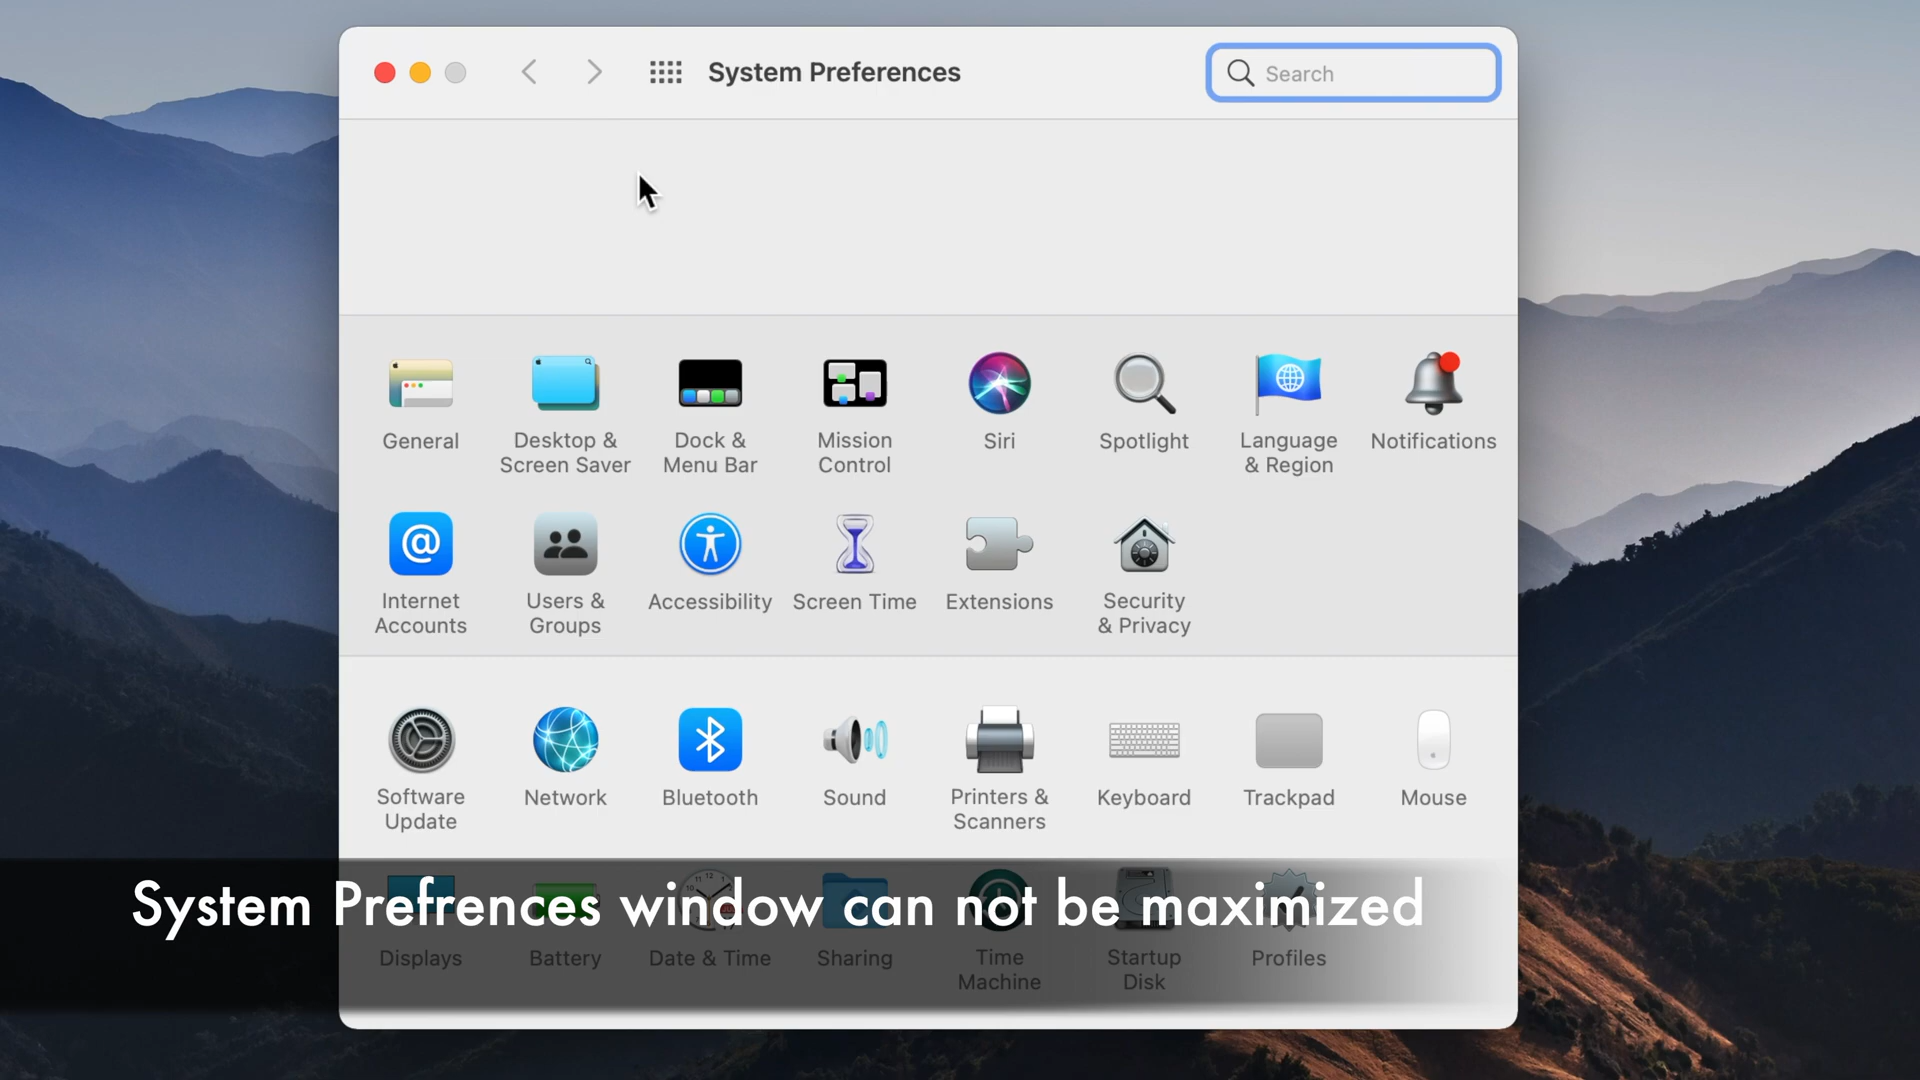 System Preferences
Search
General
Desktop &
Screen Saver
Dock &
Menu Bar
Mission
Control
Siri
Spotlight
Language
& Region
Notifications
@
Internet
Accounts
Users &
Groups
Accessibility
Screen Time
Extensions
Security
& Privacy
Software
Update
Network
Bluetooth
Sound
Printers &
Scanners
Keyboard
Trackpad
Mouse
System Prefrences window can not be maximized
Displays
Battery
Date & Time
Sharing
Time
Machine
Startup
Disk
Profiles